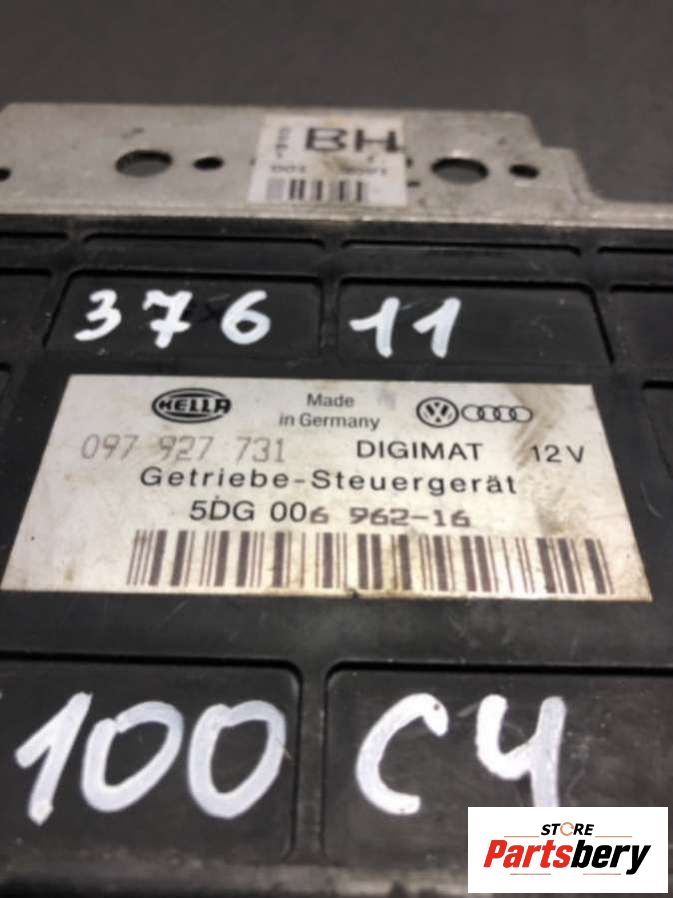 BH
376 11
HELLA
Made
in Germany
097 927 731 DIGIMAT 12V
Getriebe-Steuergerät
5DG 006 962-16
100 C4
STORE
Partsbery